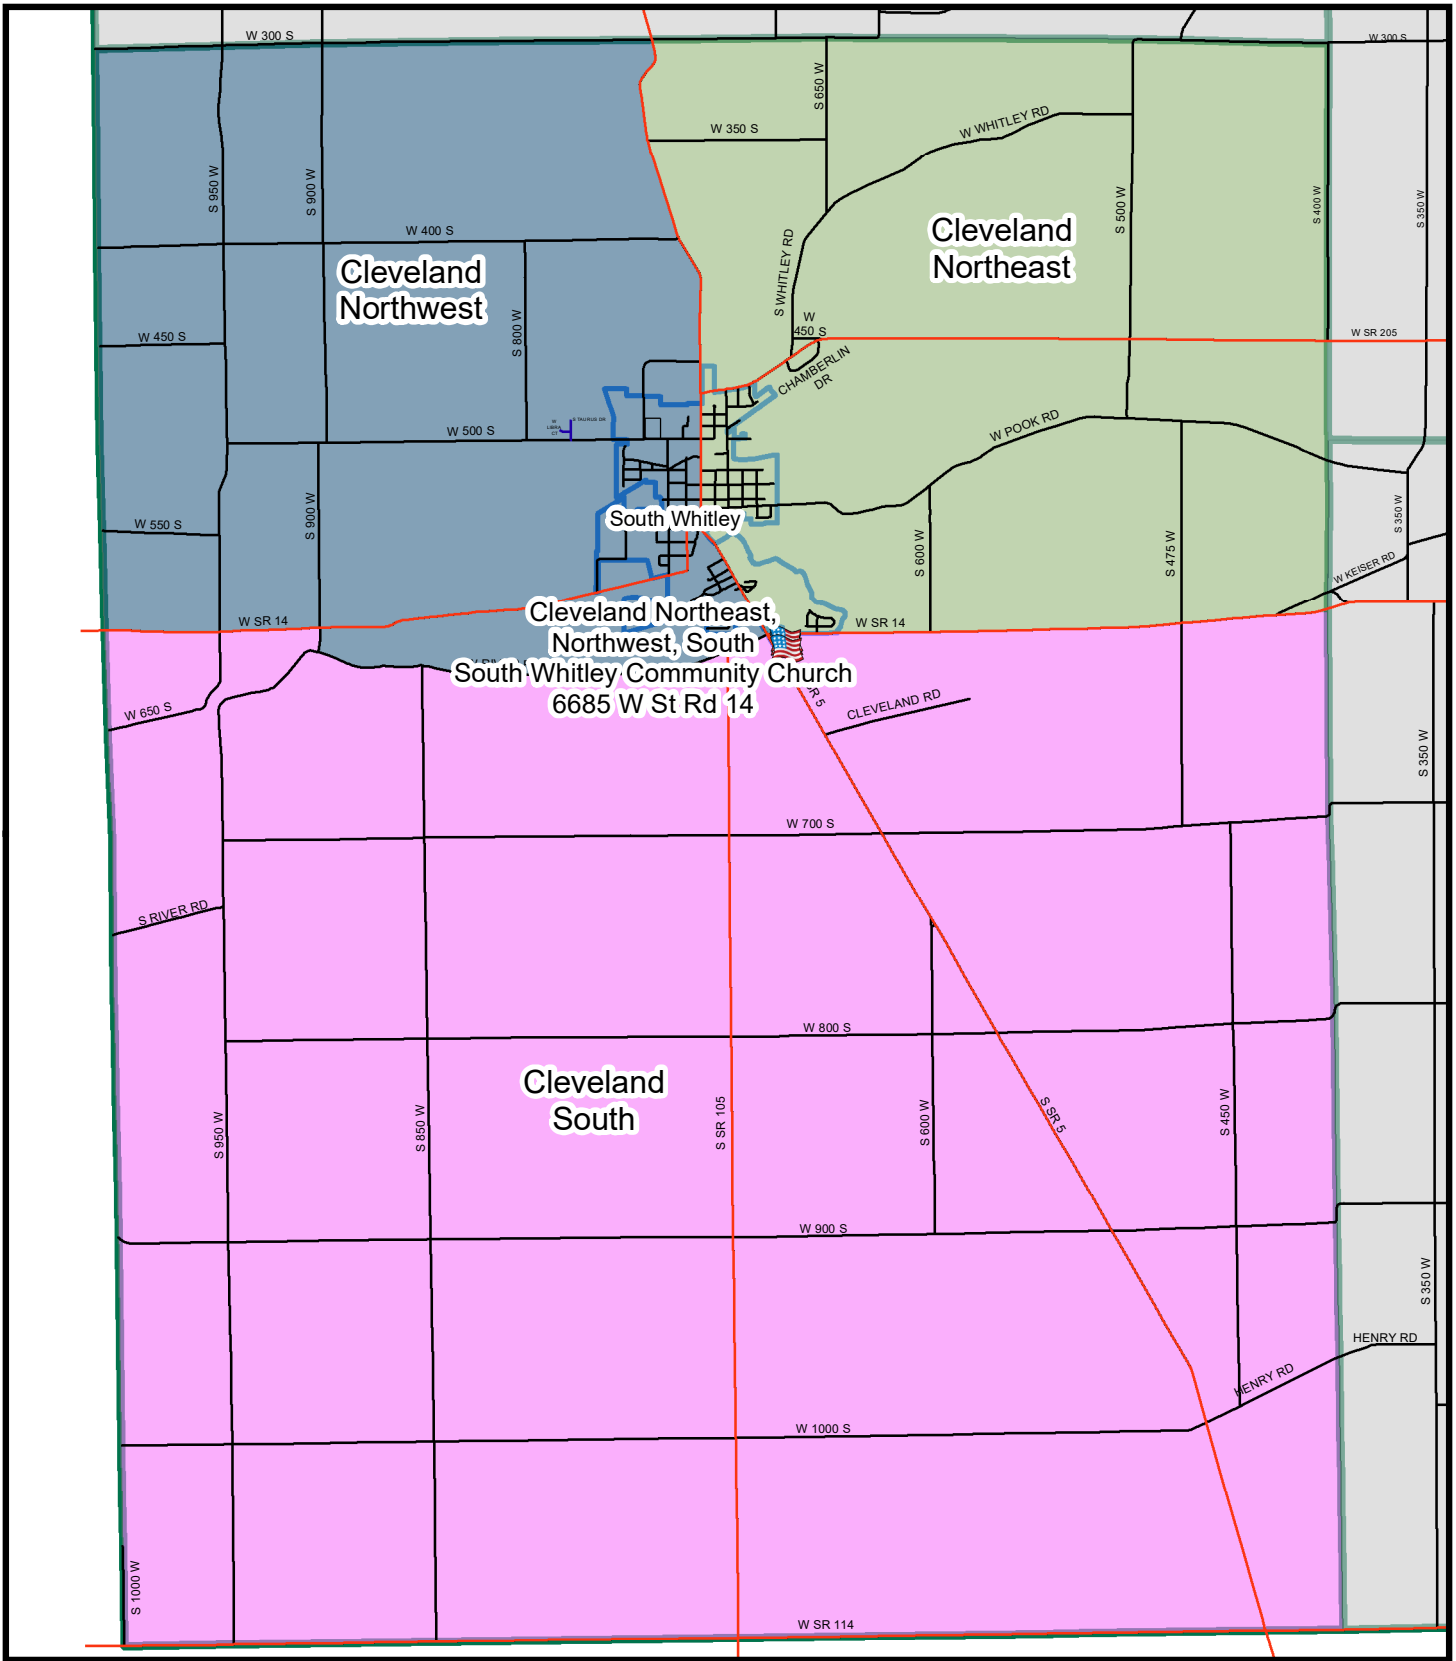 W 300 S
W 300 S
S 650 W
W 350 S
W WHITLEY RD
S 950 W
S 900 W
S 500 W
S 400 W
S 350 W
W 400 S
Cleveland
Northwest
Cleveland
Northeast
S WHITLEY RD
W
450 S
W SR 205
W 450 S
S 800 W
CHAMBERLIN
DR
S TAURUS DR
W
LIBRA
CT
W 500 S
W POOK RD
S 900 W
W 550 S
South Whitley
S 350 W
S 600 W
S 475 W
W KEISER RD
W SR 14
W SR 14
Cleveland Northeast,
Northwest, South
South Whitley Community Church
6685 W St Rd 14
W 650 S
CLEVELAND RD
S 350 W
W 700 S
S RIVER RD
W 800 S
Cleveland
South
S 950 W
S 850 W
S SR 105
S 600 W
S SR 5
S 450 W
W 900 S
S 350 W
HENRY RD
HENRY RD
W 1000 S
S 1000 W
W SR 114